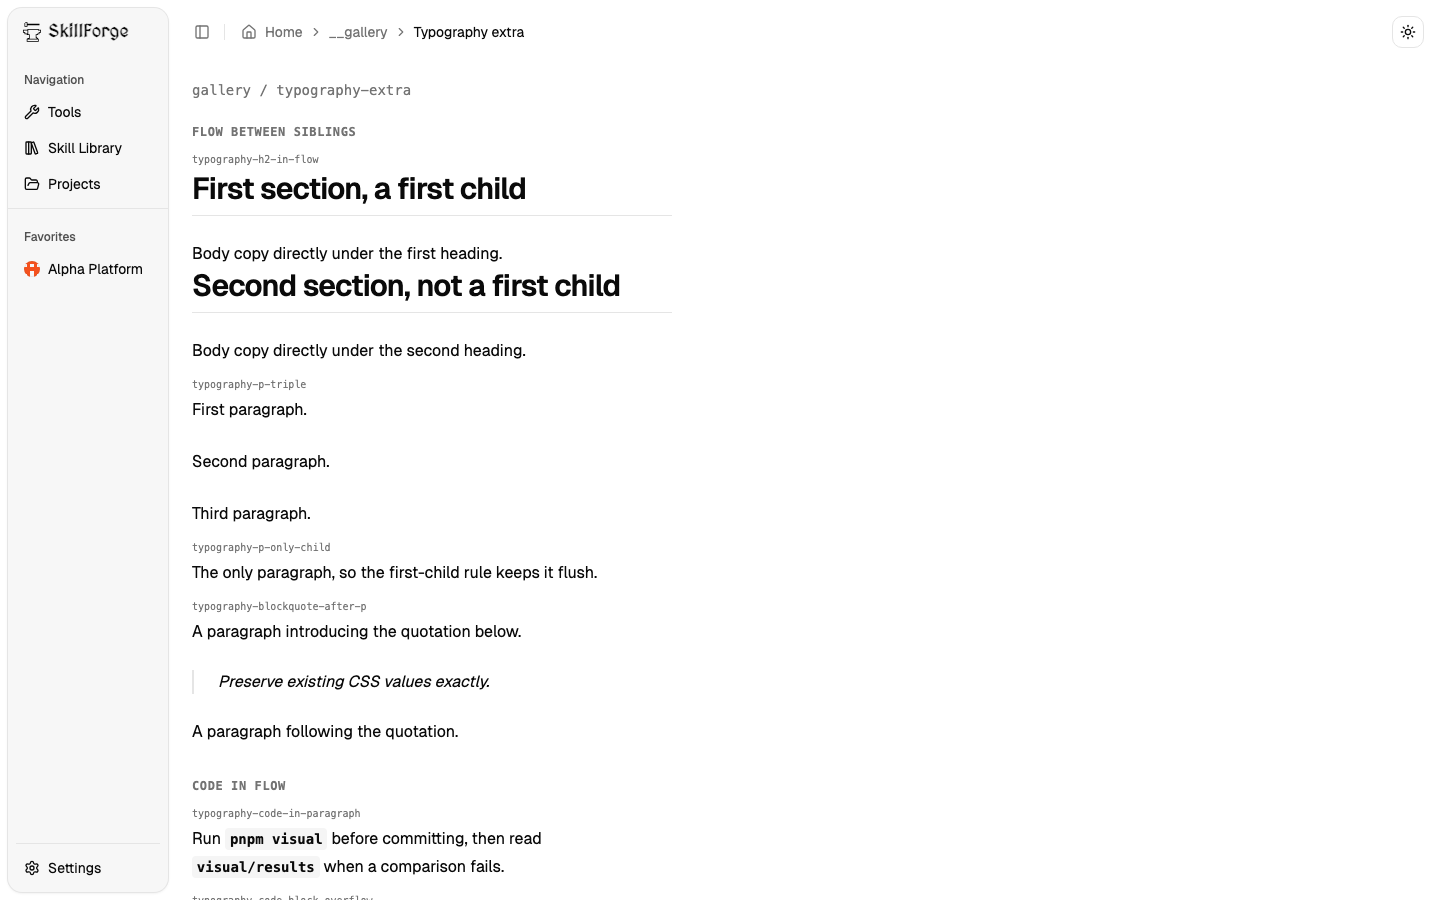 SkillForge
Navigation
Tools
Skill Library
Projects
Favorites
Alpha Platform
Settings
Home
__gallery
Typography extra
gallery / typography-extra
FLOW BETWEEN SIBLINGS
typography-h2-in-flow
First section, a first child
Body copy directly under the first heading.
Second section, not a first child
Body copy directly under the second heading.
typography-p-triple
First paragraph.
Second paragraph.
Third paragraph.
typography-p-only-child
The only paragraph, so the first-child rule keeps it flush.
typography-blockquote-after-p
A paragraph introducing the quotation below.
Preserve existing CSS values exactly.
A paragraph following the quotation.
CODE IN FLOW
typography-code-in-paragraph
Run pnpm visual before committing, then read
visual/results when a comparison fails.
typography-code-block-overflow